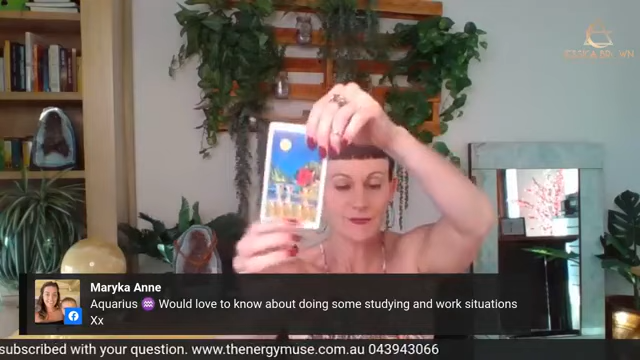 Maryka Anne
Aquarius ♒ Would love to know about doing some studying and work situations
Xx
subscribed with your question. www.thenergymuse.com.au 043943066